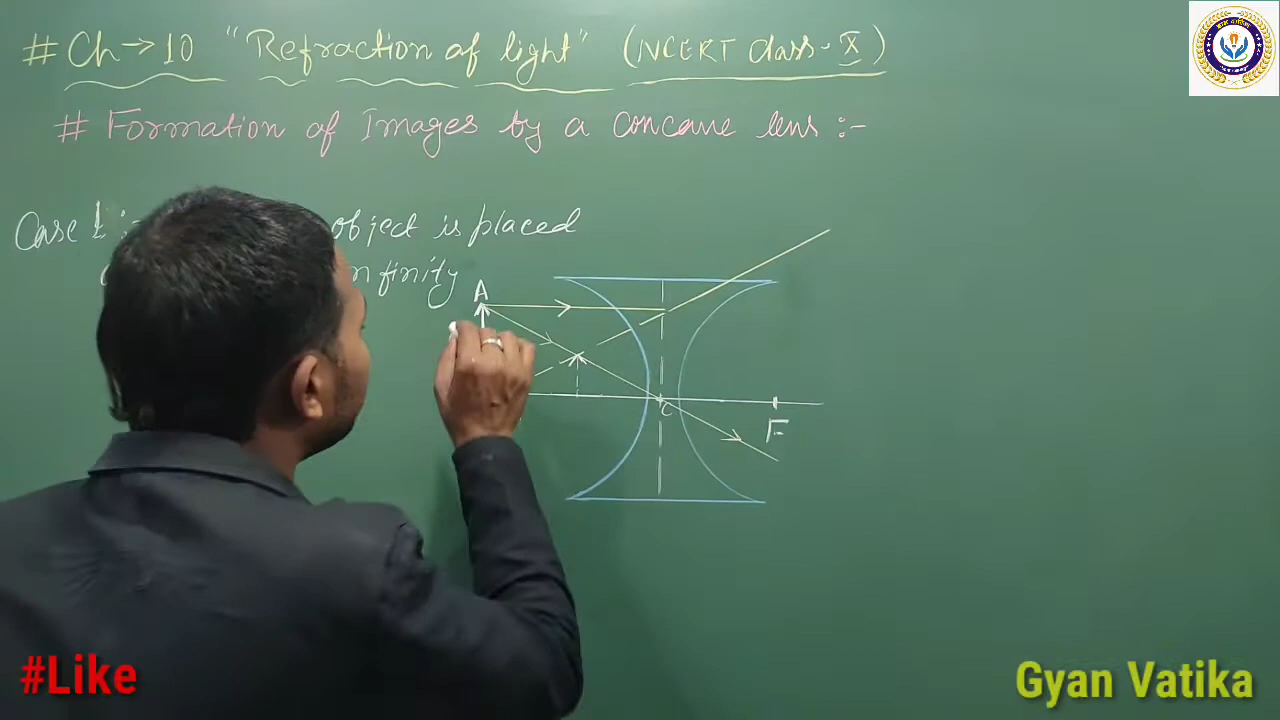 # Ch → 10 "Refraction of light" (NCERT Class - X)
# Formation of Images by a concave lens :-
Case I :- object is placed
nfinity
A
C
F
#Like
Gyan Vatika